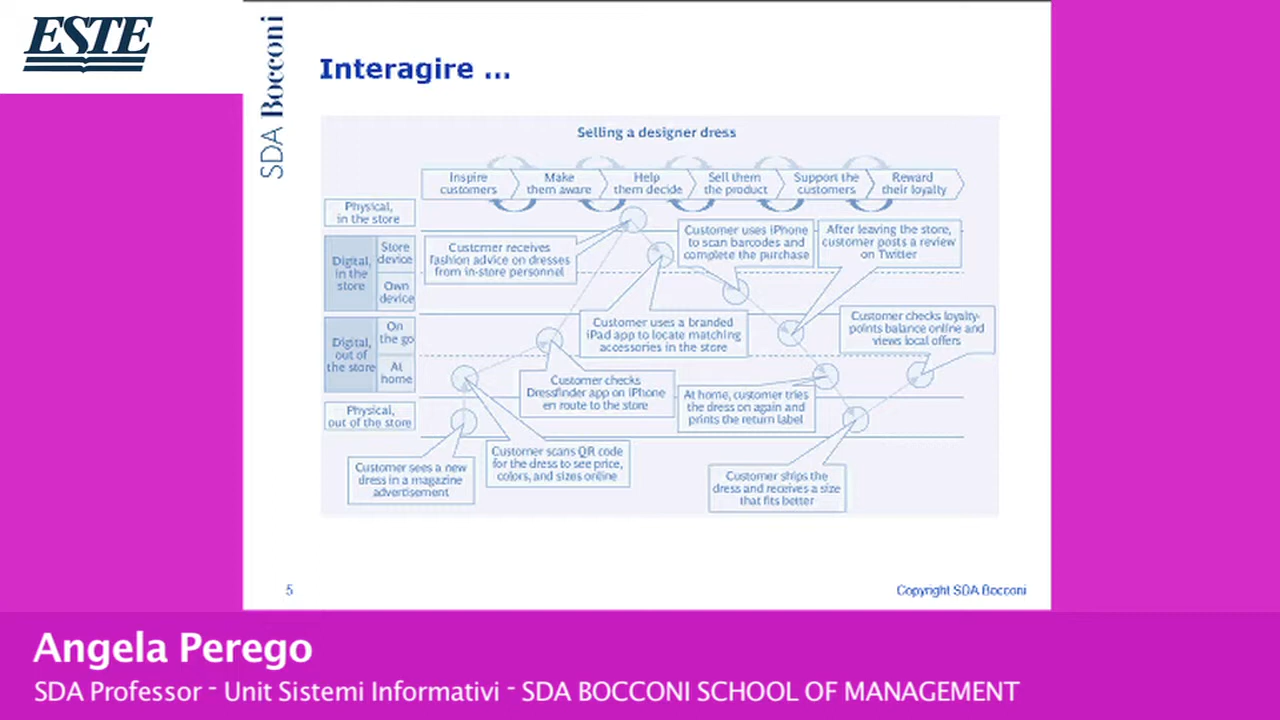 ESTE
SDA Bocconi
Interagire ...
Selling a designer dress
Inspire
customers
Make
them aware
Help
them decide
Sell them
the product
Support the
customers
Reward
their loyalty
Physical,
in the store
Digital,
in the
store
Store
device
Own
device
Digital,
out of
the store
On
the go
At
home
Physical,
out of the store
Customer receives
fashion advice on dresses
from in-store personnel
Customer uses iPhone
to scan barcodes and
complete the purchase
After leaving the store,
customer posts a review
on Twitter
Customer uses a branded
iPad app to locate matching
accessories in the store
Customer checks loyalty-
points balance online and
views local offers
Customer checks
Dressfinder app on iPhone
en route to the store
At home, customer tries
the dress on again and
prints the return label
Customer sees a new
dress in a magazine
advertisement
Customer scans QR code
for the dress to see price,
colors, and sizes online
Customer ships the
dress and receives a size
that fits better
5
Copyright SDA Bocconi
Angela Perego
SDA Professor - Unit Sistemi Informativi - SDA BOCCONI SCHOOL OF MANAGEMENT